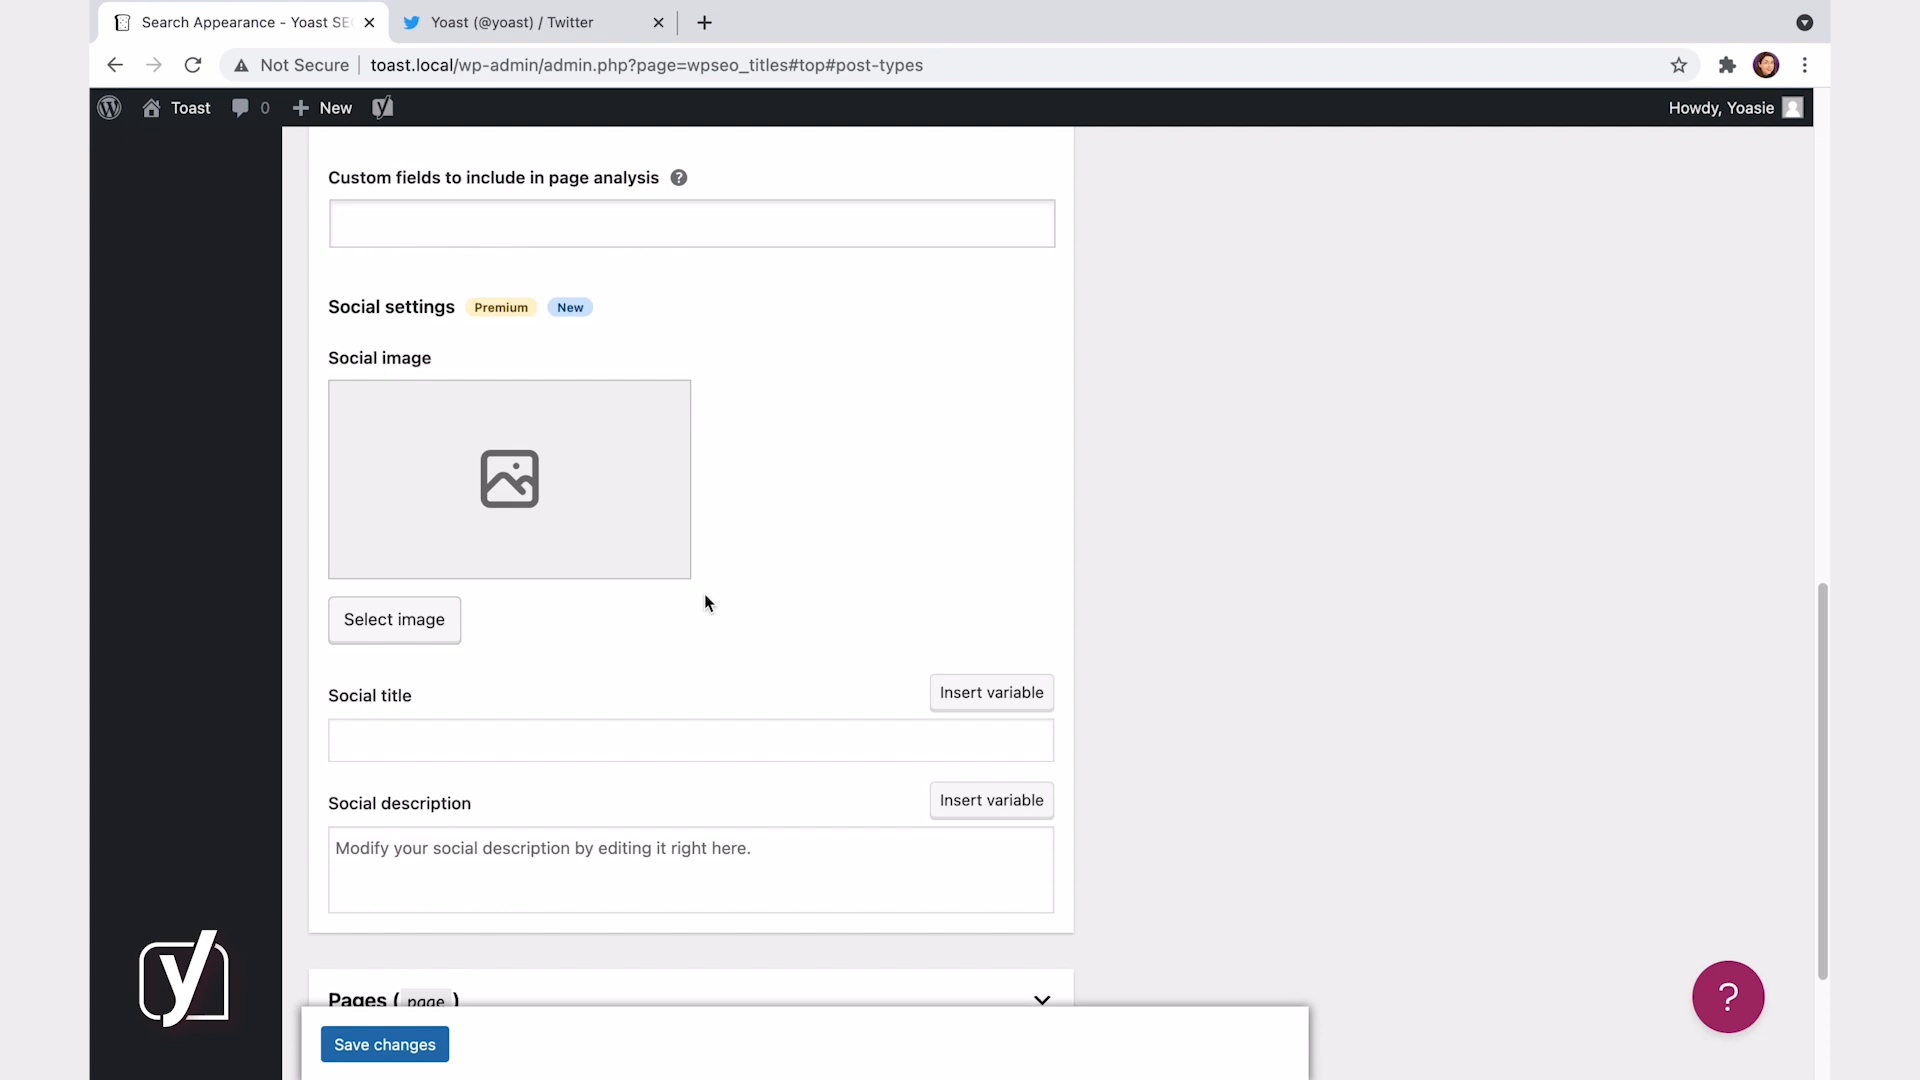 Search Appearance - Yoast SE
Yoast (@yoast) / Twitter
Not Secure
toast.local/wp-admin/admin.php?page=wpseo_titles#top#post-types
Toast
0
New
Howdy, Yoasie
Custom fields to include in page analysis
?
Social settings
Premium
New
Social image
Select image
Social title
Insert variable
Social description
Insert variable
Modify your social description by editing it right here.
Pages (page)
Save changes
y
?